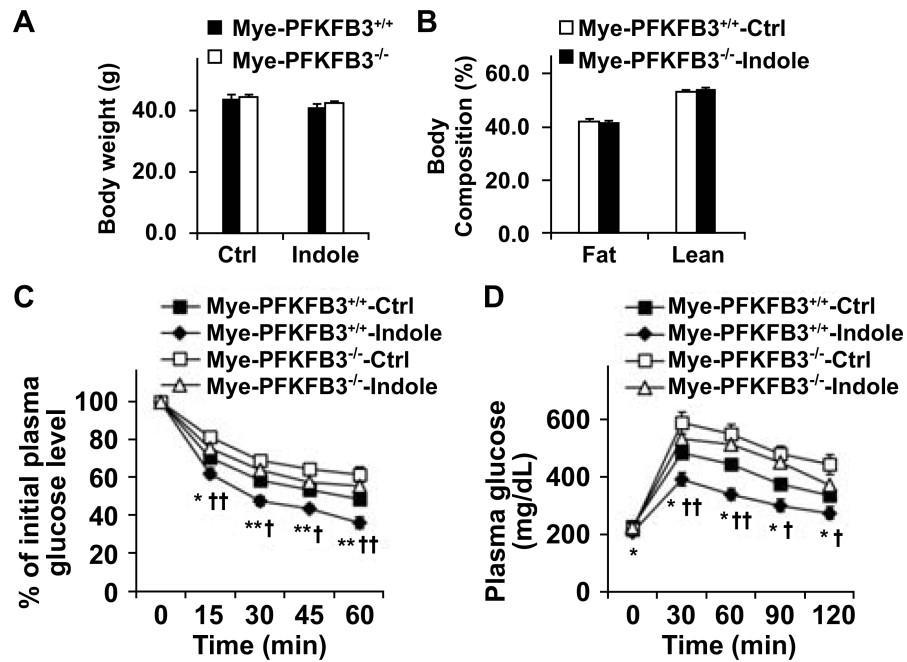 A
Mye-PFKFB3+/+
Mye-PFKFB3-/-
Body weight (g)
40.0
20.0
0.0
Ctrl Indole
B
Mye-PFKFB3+/+-Ctrl
Mye-PFKFB3-/--Indole
Body
Composition (%)
60.0
40.0
20.0
0.0
Fat Lean
C
Mye-PFKFB3+/+-Ctrl
Mye-PFKFB3+/+-Indole
Mye-PFKFB3-/--Ctrl
Mye-PFKFB3-/--Indole
% of initial plasma
glucose level
100
80
60
40
20
0
* ††
**†
**†
**††
0 15 30 45 60
Time (min)
D
Mye-PFKFB3+/+-Ctrl
Mye-PFKFB3+/+-Indole
Mye-PFKFB3-/--Ctrl
Mye-PFKFB3-/--Indole
Plasma glucose
(mg/dL)
600
400
200
0
*
* ††
* ††
* †
* †
0 30 60 90 120
Time (min)